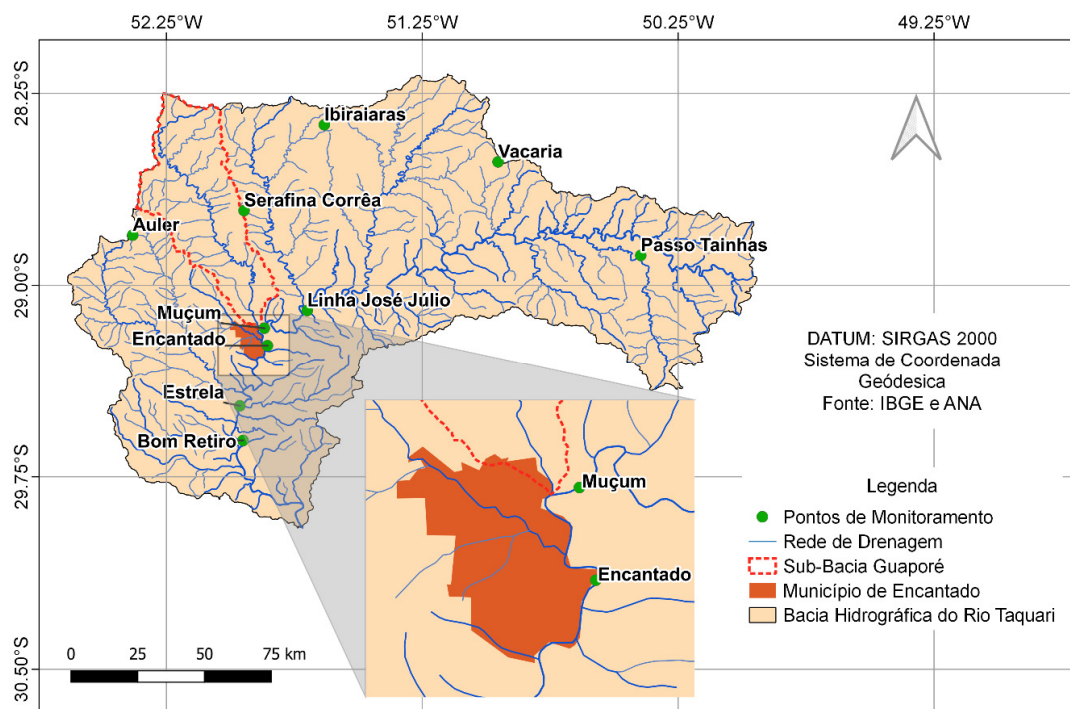 52.25°W
51.25°W
50.25°W
49.25°W
28.25°S
29.00°S
29.75°S
30.50°S
Ibiraiaras
Vacaria
Serafina Corrêa
Auler
Passo Tainhas
Linha José Júlio
Muçum
Encantado
Estrela
Bom Retiro
Muçum
Encantado
DATUM: SIRGAS 2000
Sistema de Coordenada
Geódesica
Fonte: IBGE e ANA
Legenda
Pontos de Monitoramento
Rede de Drenagem
Sub-Bacia Guaporé
Município de Encantado
Bacia Hidrográfica do Rio Taquari
0 25 50 75 km